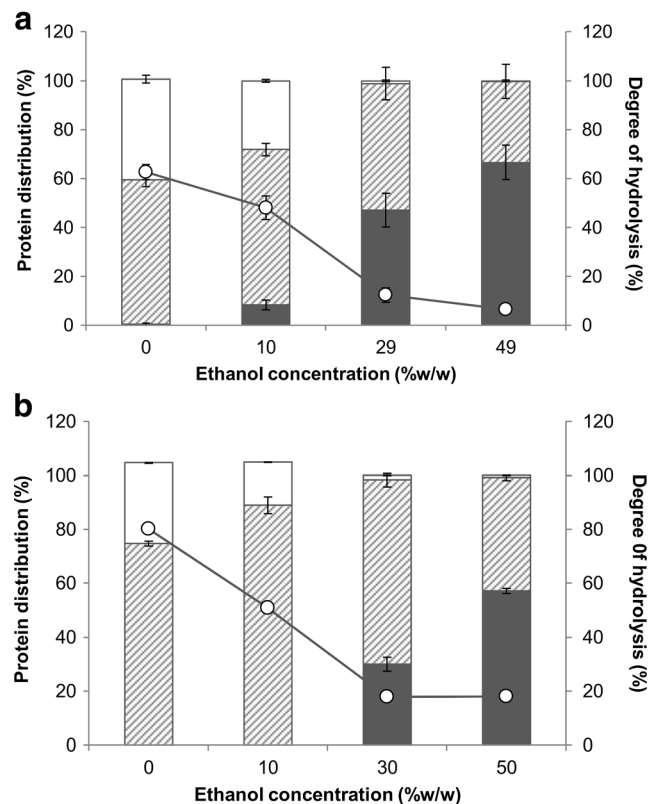 a
Protein distribution (%)
Degree of hydrolysis (%)
120 120
100 100
80 80
60 60
40 40
20 20
0 0
0 10 29 49
Ethanol concentration (%w/w)
b
Protein distribution (%)
Degree 0f hydrolysis (%)
120 120
100 100
80 80
60 60
40 40
20 20
0 0
0 10 30 50
Ethanol concentration (%w/w)